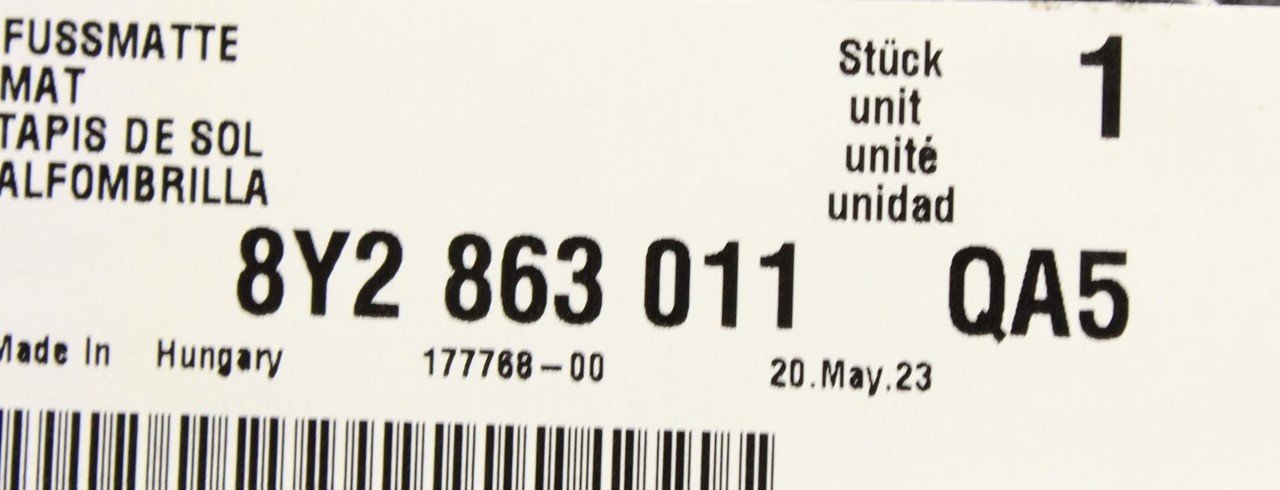 FUSSMATTE
MAT
TAPIS DE SOL
ALFOMBRILLA
Stück 1
unit
unité
unidad
8Y2 863 011 QA5
Made In Hungary 177768-00 20.May.23